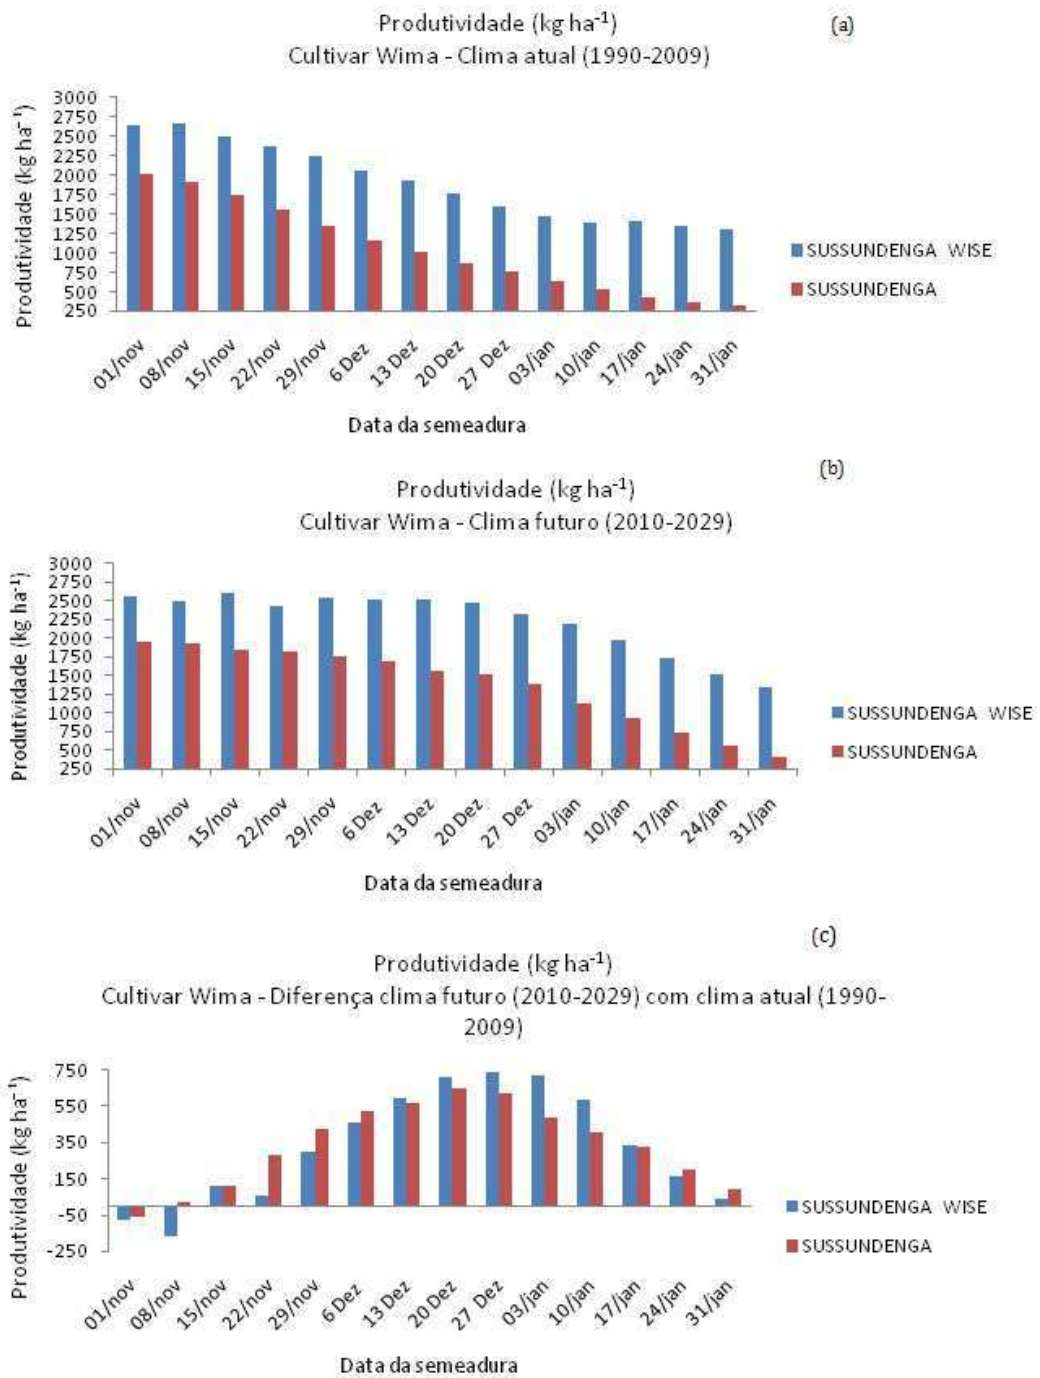 Produtividade (kg ha⁻¹)
(a)
Cultivar Wima - Clima atual (1990-2009)
Produtividade (kg ha⁻¹)
3000
2750
2500
2250
2000
1750
1500
1250
1000
750
500
250
01/nov
08/nov
15/nov
22/nov
29/nov
6 Dez
13 Dez
20 Dez
27 Dez
03/jan
10/jan
17/jan
24/jan
31/jan
Data da semeadura
SUSSUNDENGA WISE
SUSSUNDENGA
(b)
Produtividade (kg ha⁻¹)
Cultivar Wima - Clima futuro (2010-2029)
Produtividade (kg ha⁻¹)
3000
2750
2500
2250
2000
1750
1500
1250
1000
750
500
250
01/nov
08/nov
15/nov
22/nov
29/nov
6 Dez
13 Dez
20 Dez
27 Dez
03/jan
10/jan
17/jan
24/jan
31/jan
Data da semeadura
SUSSUNDENGA WISE
SUSSUNDENGA
(c)
Produtividade (kg ha⁻¹)
Cultivar Wima - Diferença clima futuro (2010-2029) com clima atual (1990-
2009)
Produtividade (kg ha⁻¹)
750
550
350
150
-50
-250
01/nov
08/nov
15/nov
22/nov
29/nov
6 Dez
13 Dez
20 Dez
27 Dez
03/jan
10/jan
17/jan
24/jan
31/jan
Data da semeadura
SUSSUNDENGA WISE
SUSSUNDENGA